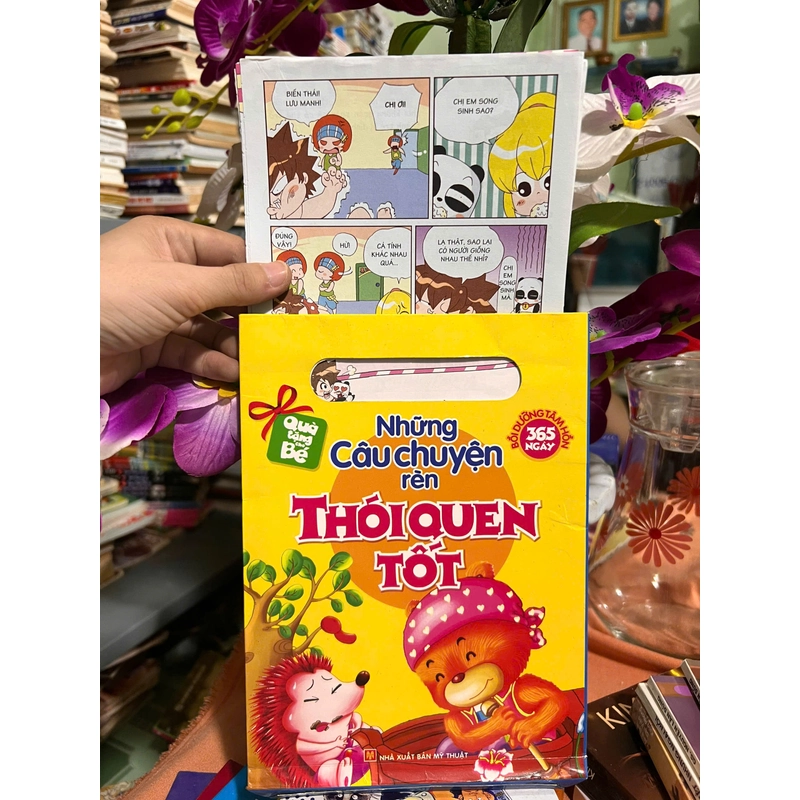 BIẾN THÁI!
LƯU MANH!
CHỊ ƠI!
CHỊ EM SONG
SINH SAO?
ĐÚNG
VẬY!
HỨ!
CÁ TÍNH
KHÁC NHAU
QUÁ...
LẠ THẬT, SAO LẠI
CÓ NGƯỜI GIỐNG
NHAU THẾ NHỈ?
CHỊ
EM
SONG
SINH
MÀ.
Quà
tặng cho
Bé
Những
Câu chuyện
rèn
THÓI QUEN
TỐT
BỒI DƯỠNG TÂM HỒN
365
NGÀY
NHÀ XUẤT BẢN MỸ THUẬT